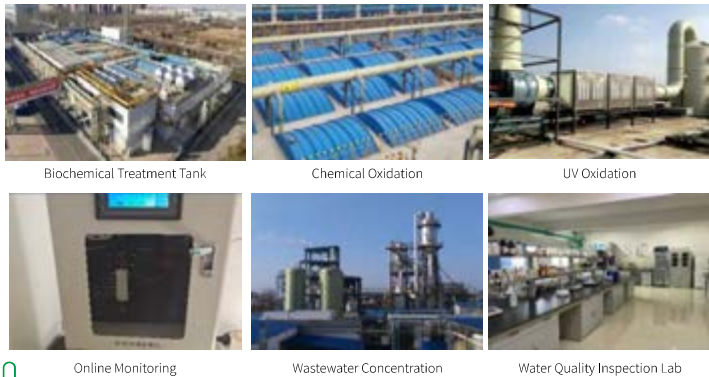 Biochemical Treatment Tank
Chemical Oxidation
UV Oxidation
Online Monitoring
Wastewater Concentration
Water Quality Inspection Lab